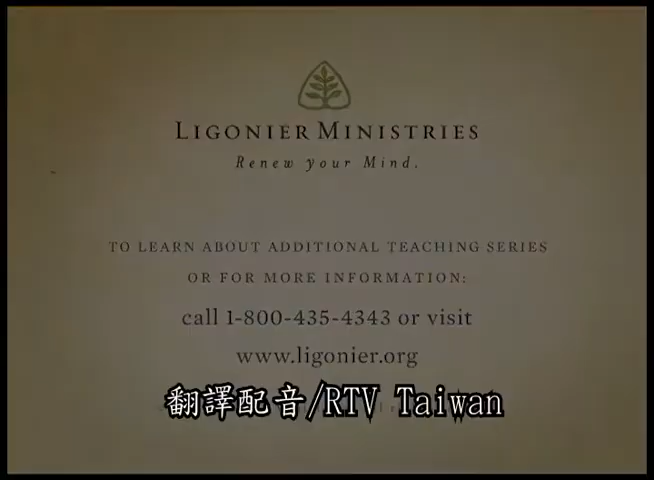 LIGONIER MINISTRIES
Renew your Mind.
TO LEARN ABOUT ADDITIONAL TEACHING SERIES
OR FOR MORE INFORMATION:
call 1-800-435-4343 or visit
www.ligonier.org
翻譯配音/RTV Taiwan